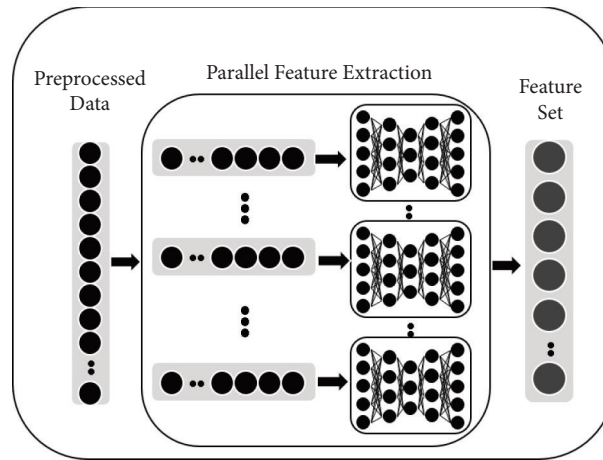 Preprocessed
Data
Parallel Feature Extraction
Feature
Set